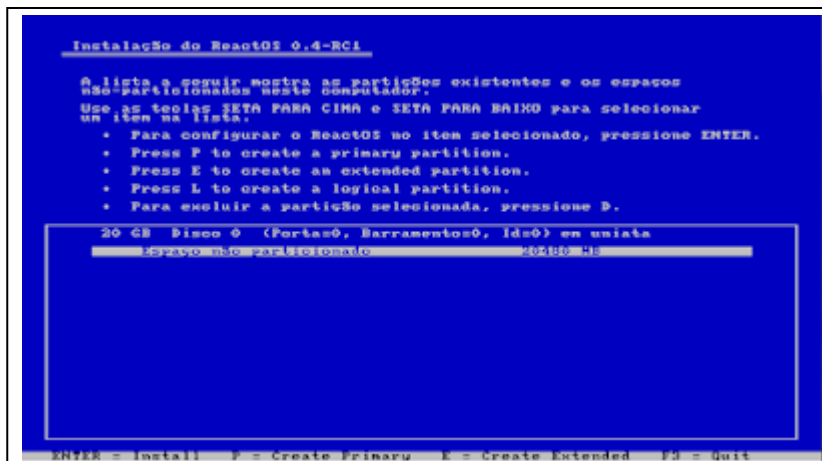 Instalação do ReactOS 0.4-RC1
A lista a seguir mostra as partições existentes e os espaços
não-particionados neste computador.
Use as teclas SETA PARA CIMA e SETA PARA BAIXO para selecionar
um item na lista.
• Para configurar o ReactOS no item selecionado, pressione ENTER.
• Press P to create a primary partition.
• Press E to create an extended partition.
• Press L to create a logical partition.
• Para excluir a partição selecionada, pressione D.
20 GB Disco 0 (Porta=0, Barramento=0, Id=0) em uniata
Espaço não particionado 20480 MB
ENTER = Install P = Create Primary E = Create Extended F3 = Quit